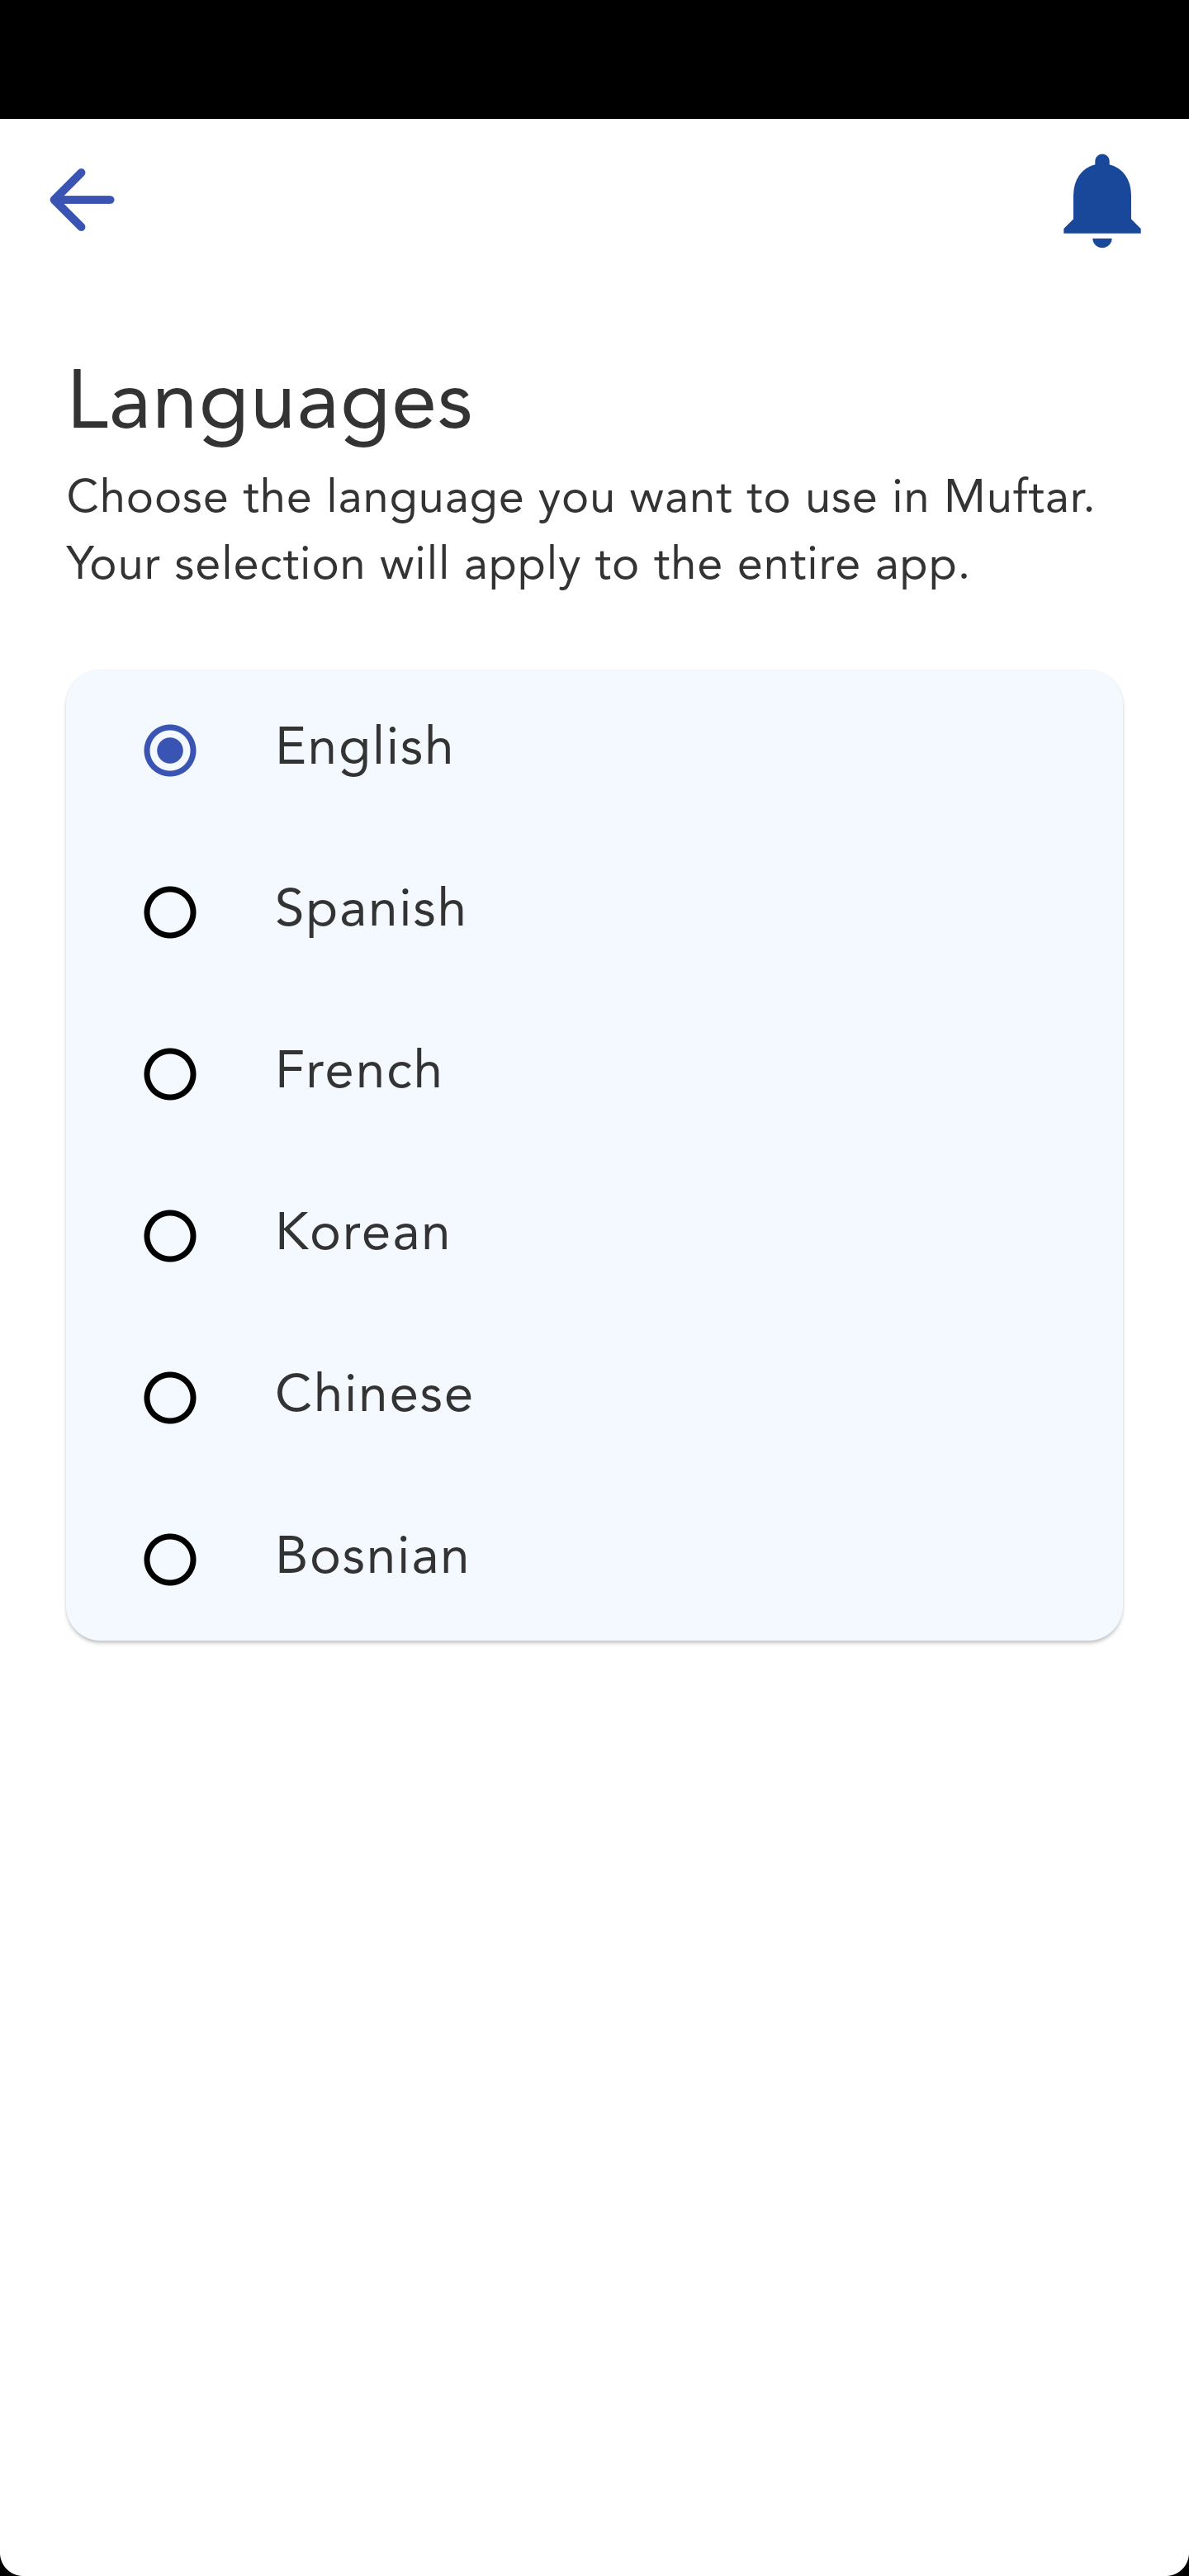 Languages
Choose the language you want to use in Muftar.
Your selection will apply to the entire app.
English
Spanish
French
Korean
Chinese
Bosnian